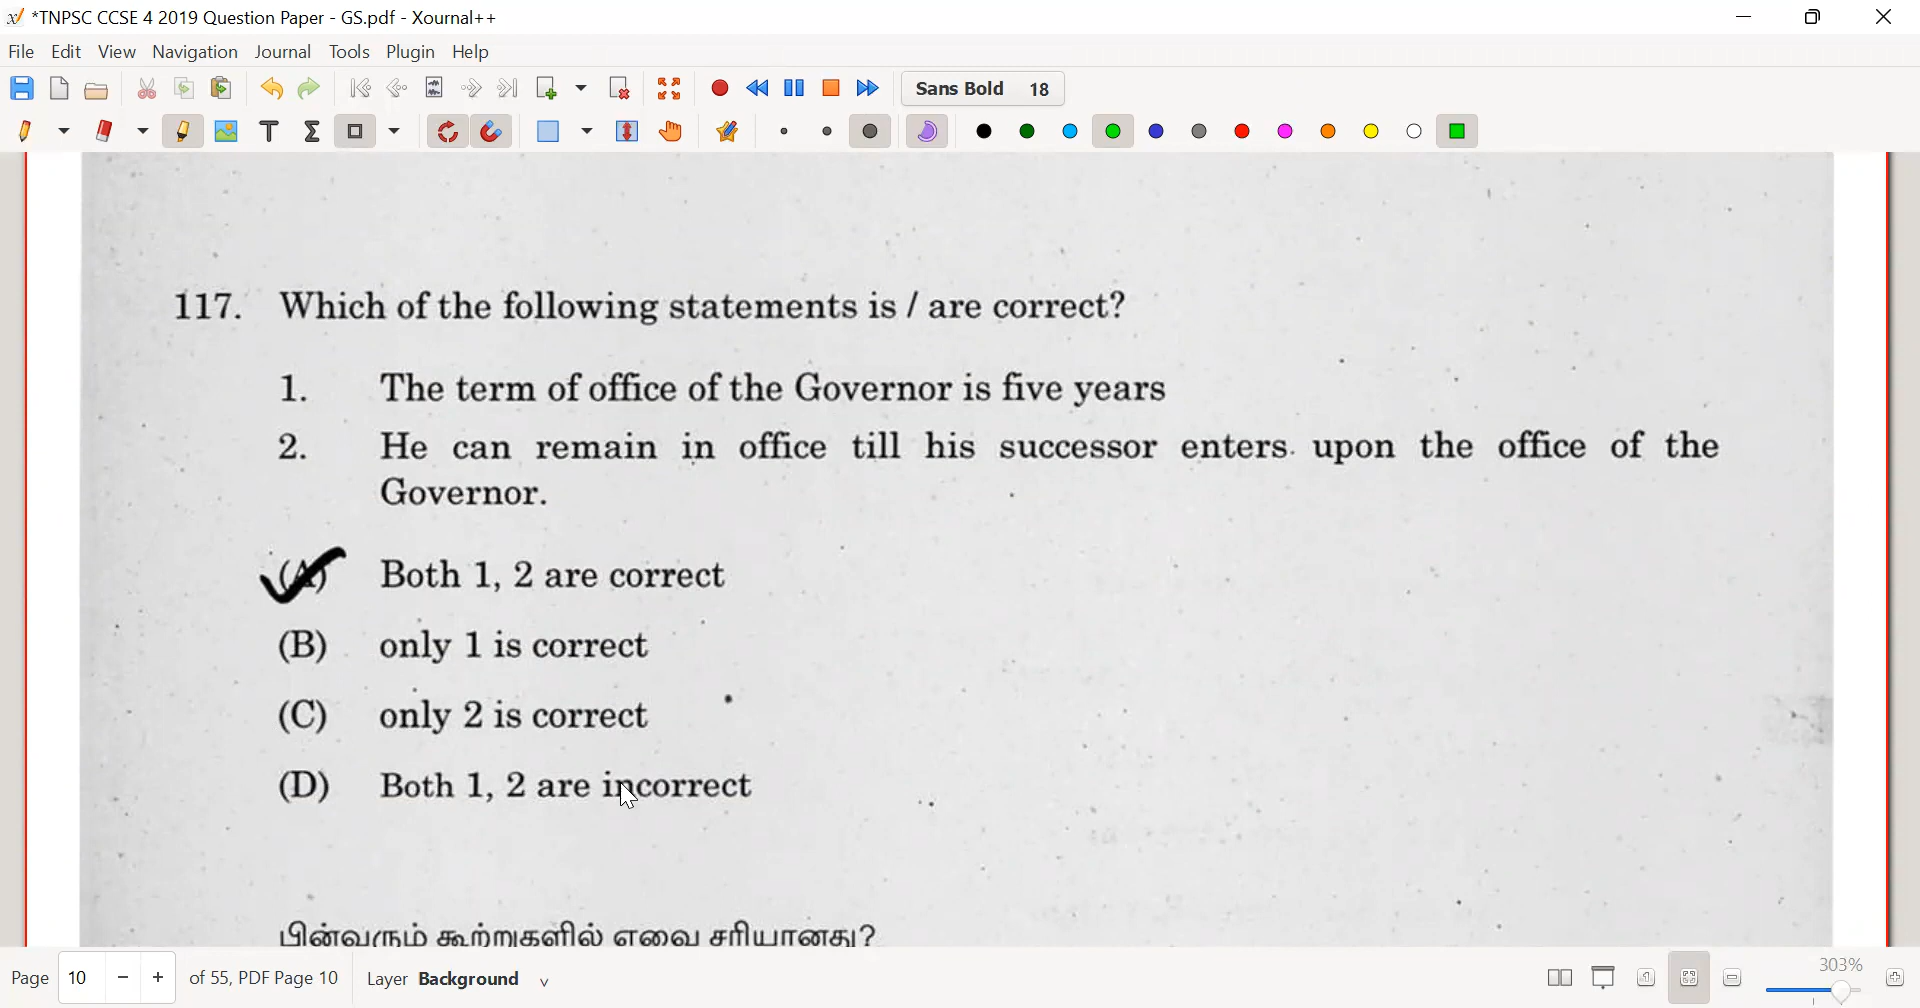 *TNPSC CCSE 4 2019 Question Paper - GS.pdf - Xournal++
File Edit View Navigation Journal Tools Plugin Help
Sans Bold 18
117. Which of the following statements is / are correct?
1. The term of office of the Governor is five years
2. He can remain in office till his successor enters upon the office of the
Governor.
(A) Both 1, 2 are correct
(B) only 1 is correct
(C) only 2 is correct
(D) Both 1, 2 are incorrect
பின்வரும் கூற்றுகளில் எவை சரியானது?
Page 10 of 55, PDF Page 10 Layer Background 303%